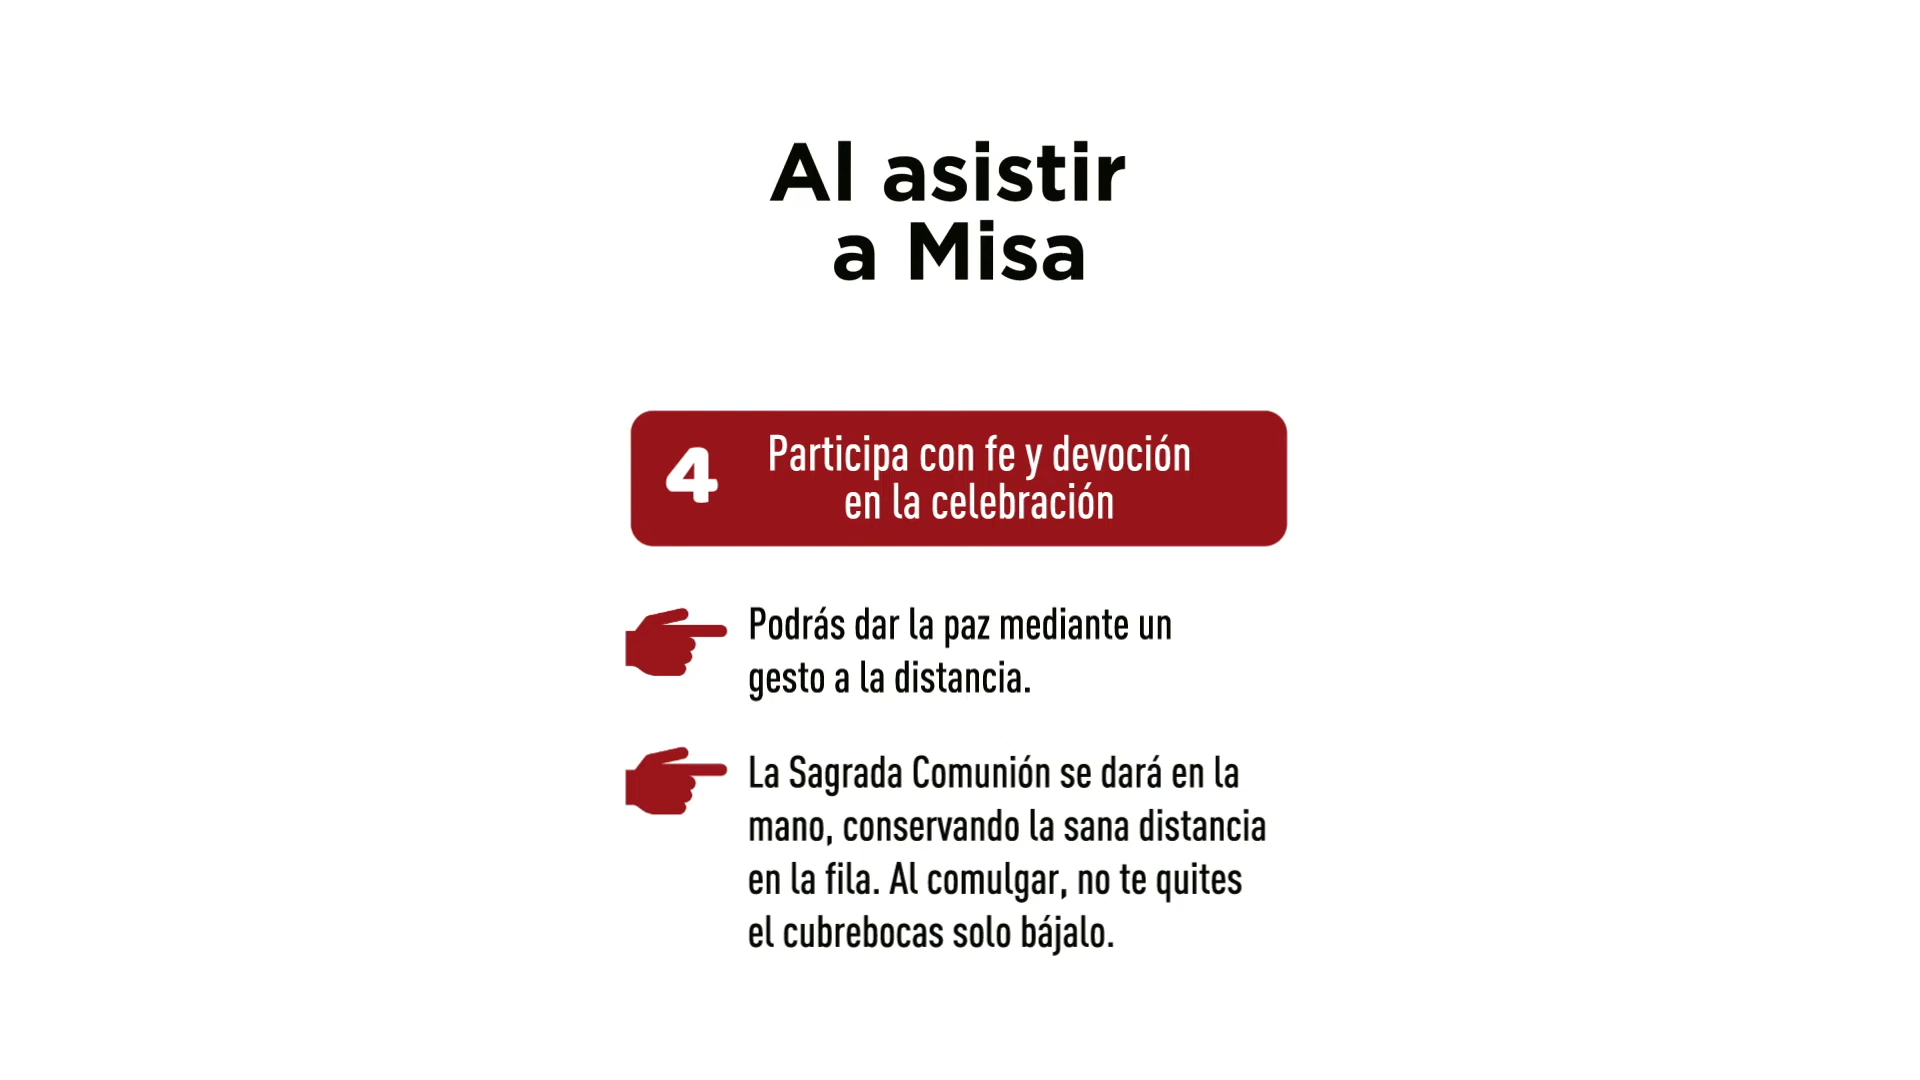 Al asistir
a Misa
4
Participa con fe y devoción
en la celebración
Podrás dar la paz mediante un
gesto a la distancia.
La Sagrada Comunión se dará en la
mano, conservando la sana distancia
en la fila. Al comulgar, no te quites
el cubrebocas solo bájalo.